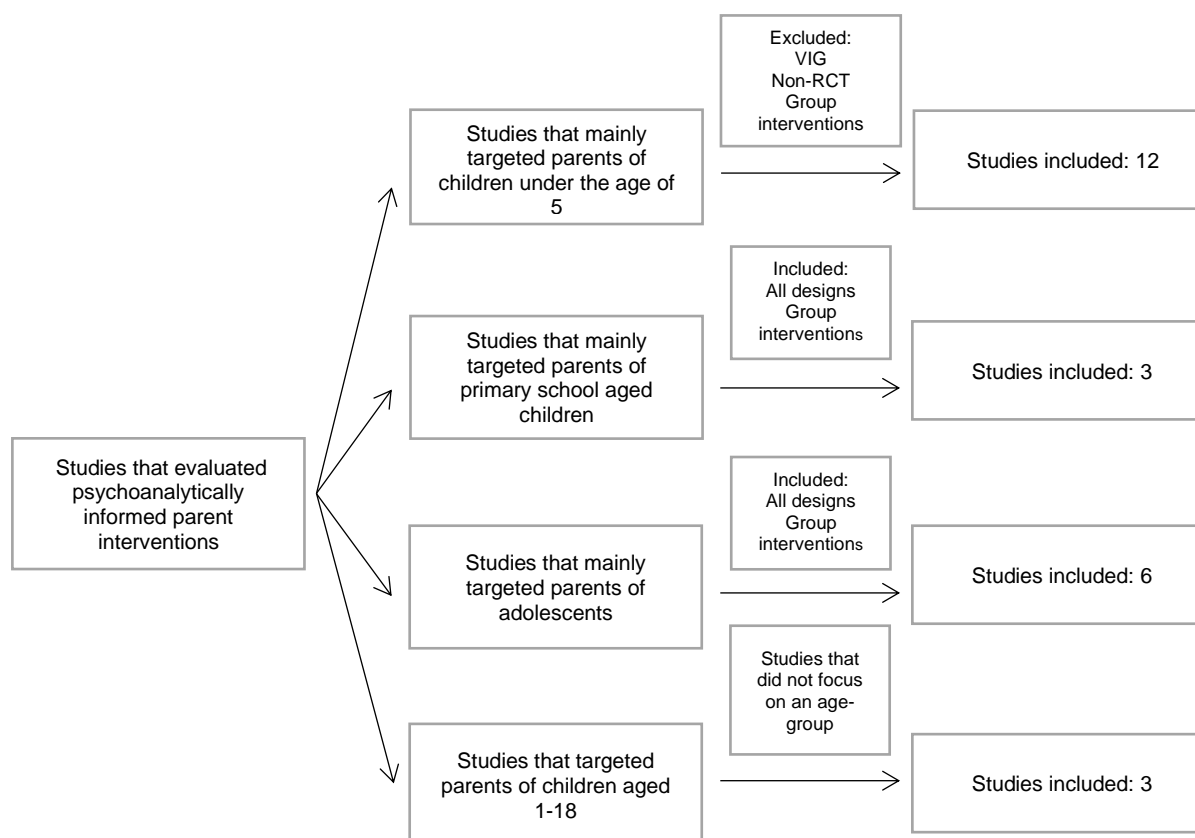 Studies that evaluated
psychoanalytically
informed parent
interventions
Studies that mainly
targeted parents of
children under the age of
5
Excluded:
VIG
Non-RCT
Group
interventions
Studies included: 12
Studies that mainly
targeted parents of
primary school aged
children
Included:
All designs
Group
interventions
Studies included: 3
Studies that mainly
targeted parents of
adolescents
Included:
All designs
Group
interventions
Studies included: 6
Studies that targeted
parents of children aged
1-18
Studies that
did not focus
on an age-
group
Studies included: 3